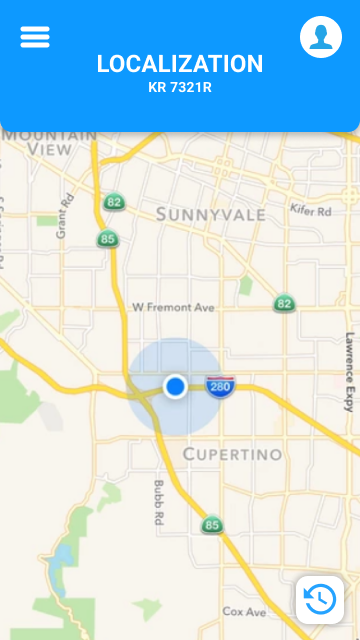 LOCALIZATION
KR 7321R
MOUNTAIN
VIEW
Grant Rd
82
SUNNYVALE
Kifer Rd
85
W Fremont Ave
82
Lawrence Expy
280
CUPERTINO
Bubb Rd
85
Cox Ave